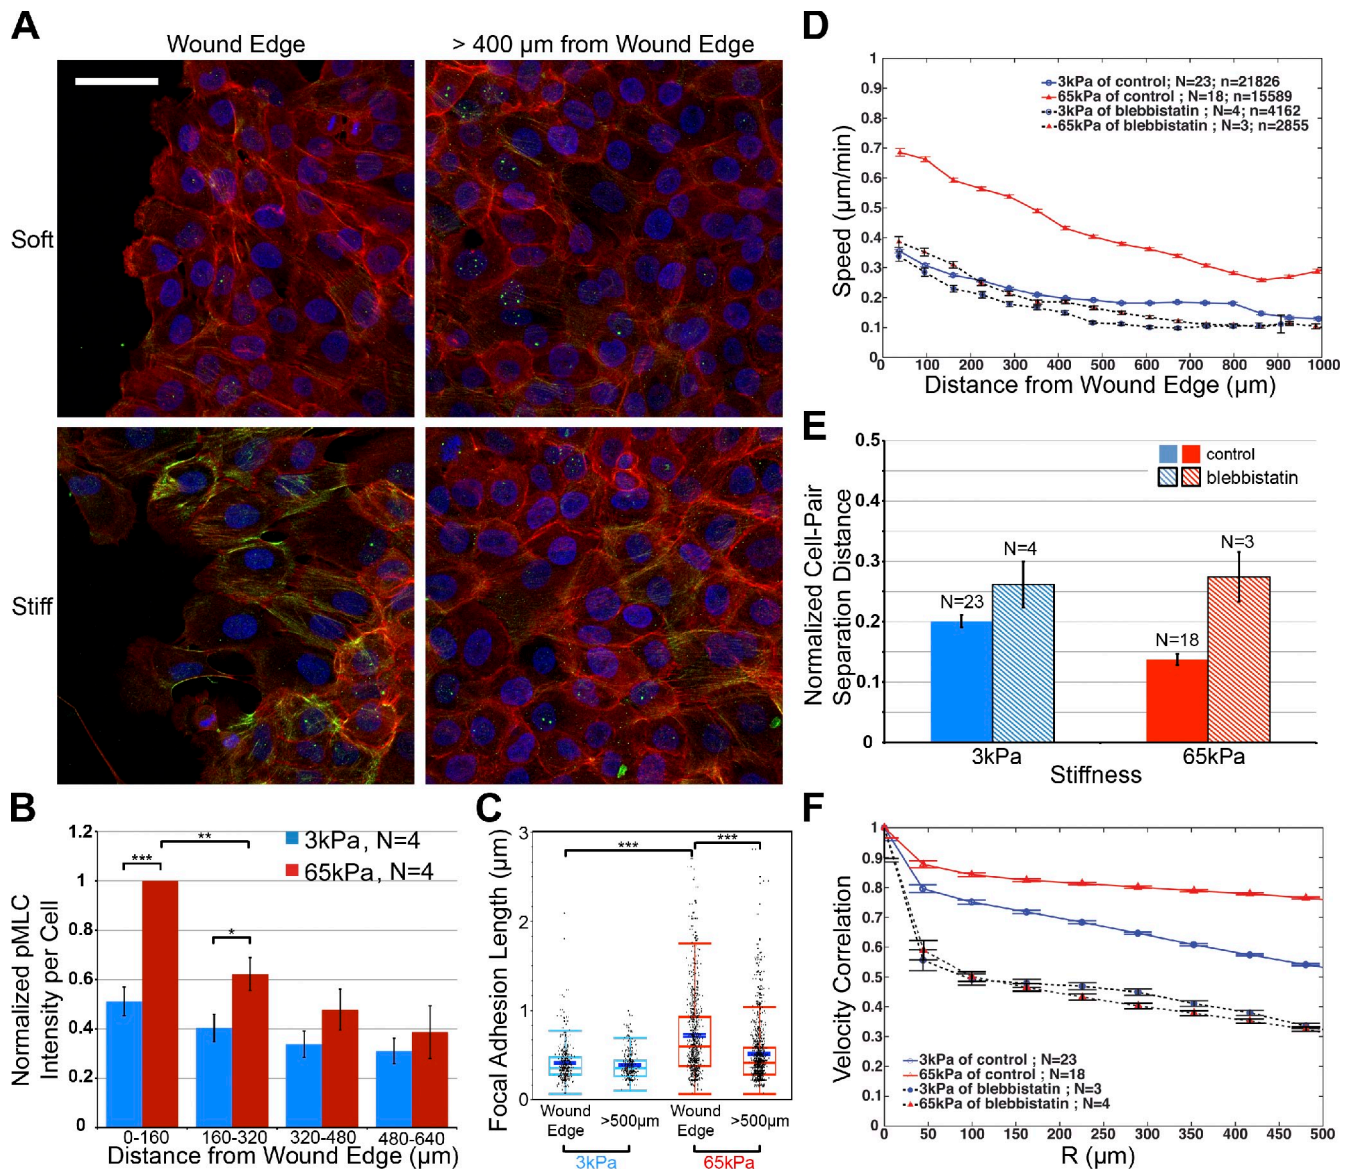 A
Wound Edge
> 400 µm from Wound Edge
Soft
Stiff
B
1.2
1
0.8
0.6
0.4
0.2
0
Normalized pMLC
Intensity per Cell
***
**
*
3kPa, N=4
65kPa, N=4
0-160
160-320
320-480
480-640
Distance from Wound Edge (µm)
C
3
2
1
0
Focal Adhesion Length (µm)
***
***
Wound
Edge
>500µm
Wound
Edge
>500µm
3kPa
65kPa
D
1
0.9
0.8
0.7
0.6
0.5
0.4
0.3
0.2
0.1
0
Speed (µm/min)
3kPa of control; N=23; n=21826
65kPa of control ; N=18; n=15589
3kPa of blebbistatin ; N=4; n=4162
65kPa of blebbistatin ; N=3; n=2855
0 100 200 300 400 500 600 700 800 900 1000
Distance from Wound Edge (µm)
E
0.5
0.4
0.3
0.2
0.1
0
Normalized Cell-Pair
Separation Distance
control
blebbistatin
N=23
N=4
N=18
N=3
3kPa
65kPa
Stiffness
F
1
0.9
0.8
0.7
0.6
0.5
0.4
0.3
0.2
0.1
0
Velocity Correlation
3kPa of control ; N=23
65kPa of control ; N=18
3kPa of blebbistatin ; N=3
65kPa of blebbistatin ; N=4
0 50 100 150 200 250 300 350 400 450 500
R (µm)